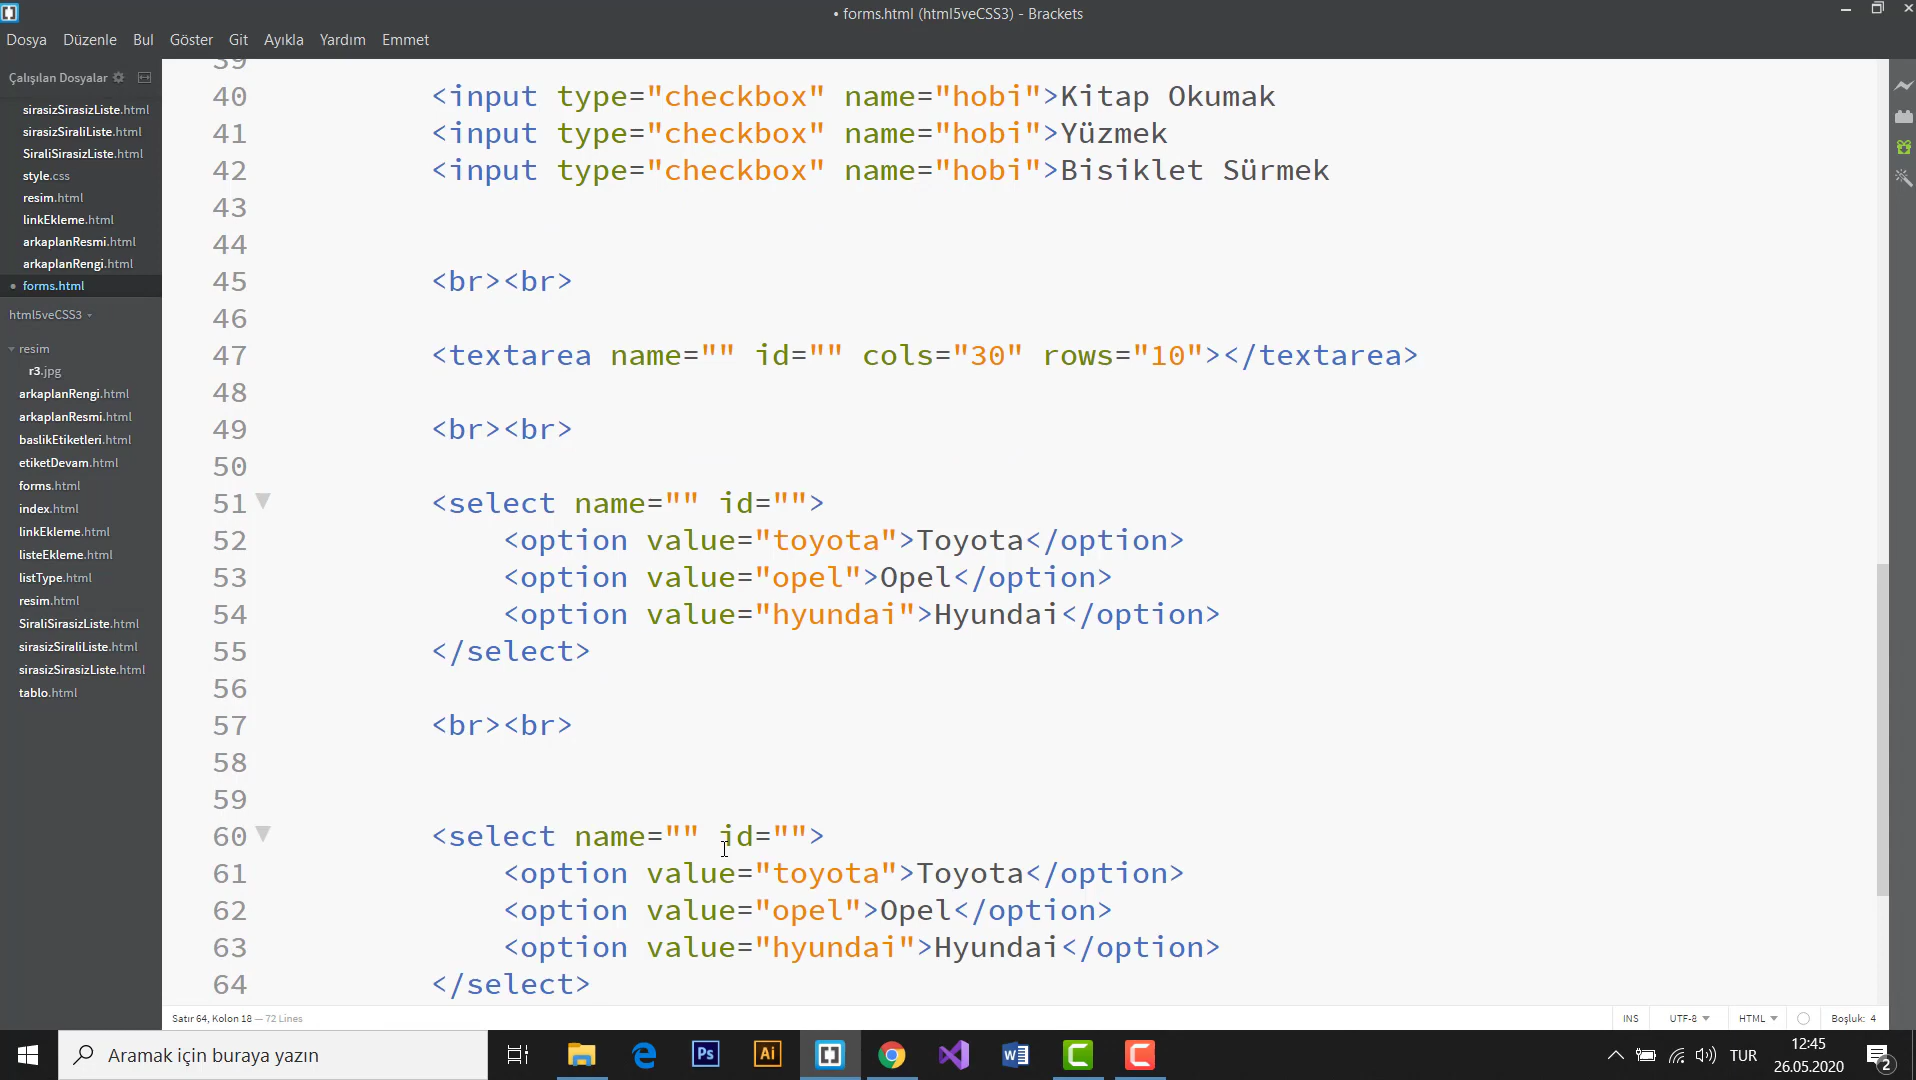 • forms.html (html5veCSS3) - Brackets
Dosya Düzenle Bul Göster Git Ayıkla Yardım Emmet
Çalışılan Dosyalar
sirasizSirasizListe.html
sirasizSiraliListe.html
SiraliSirasizListe.html
style.css
resim.html
linkEkleme.html
arkaplanResmi.html
arkaplanRengi.html
• forms.html
html5veCSS3
resim
r3.jpg
arkaplanRengi.html
arkaplanResmi.html
baslikEtiketleri.html
etiketDevam.html
forms.html
index.html
linkEkleme.html
listeEkleme.html
listType.html
resim.html
SiraliSirasizListe.html
sirasizSiraliListe.html
sirasizSirasizListe.html
tablo.html
39
40 <input type="checkbox" name="hobi">Kitap Okumak
41 <input type="checkbox" name="hobi">Yüzmek
42 <input type="checkbox" name="hobi">Bisiklet Sürmek
43
44
45 <br><br>
46
47 <textarea name="" id="" cols="30" rows="10"></textarea>
48
49 <br><br>
50
51 <select name="" id="">
52 <option value="toyota">Toyota</option>
53 <option value="opel">Opel</option>
54 <option value="hyundai">Hyundai</option>
55 </select>
56
57 <br><br>
58
59
60 <select name="" id="">
61 <option value="toyota">Toyota</option>
62 <option value="opel">Opel</option>
63 <option value="hyundai">Hyundai</option>
64 </select>
Satır 64, Kolon 18 — 72 Lines
INS UTF-8 HTML Boşluk: 4
Aramak için buraya yazın
Ps
Ai
TUR
12:45
26.05.2020
2